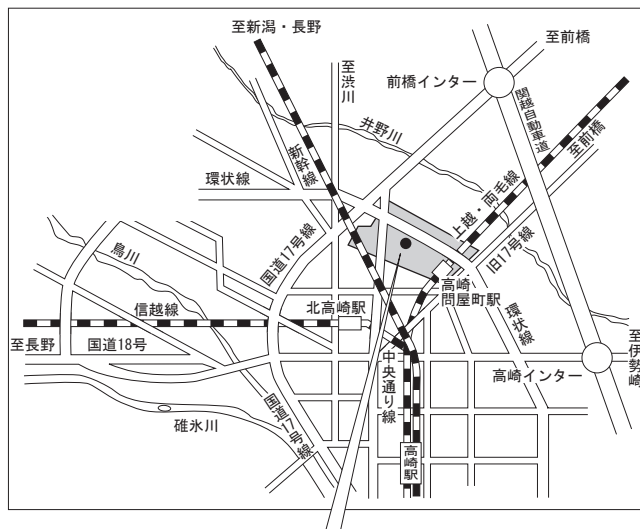 至新潟・長野
至渋川
至前橋
前橋インター
関越自動車道
井野川
新幹線
至前橋
環状線
上越・両毛線
国道17号線
旧17号線
烏川
高崎
問屋町駅
信越線
北高崎駅
環状線
至長野
国道18号
至伊勢崎
中央通り線
高崎インター
国道17号線
碓氷川
高崎駅